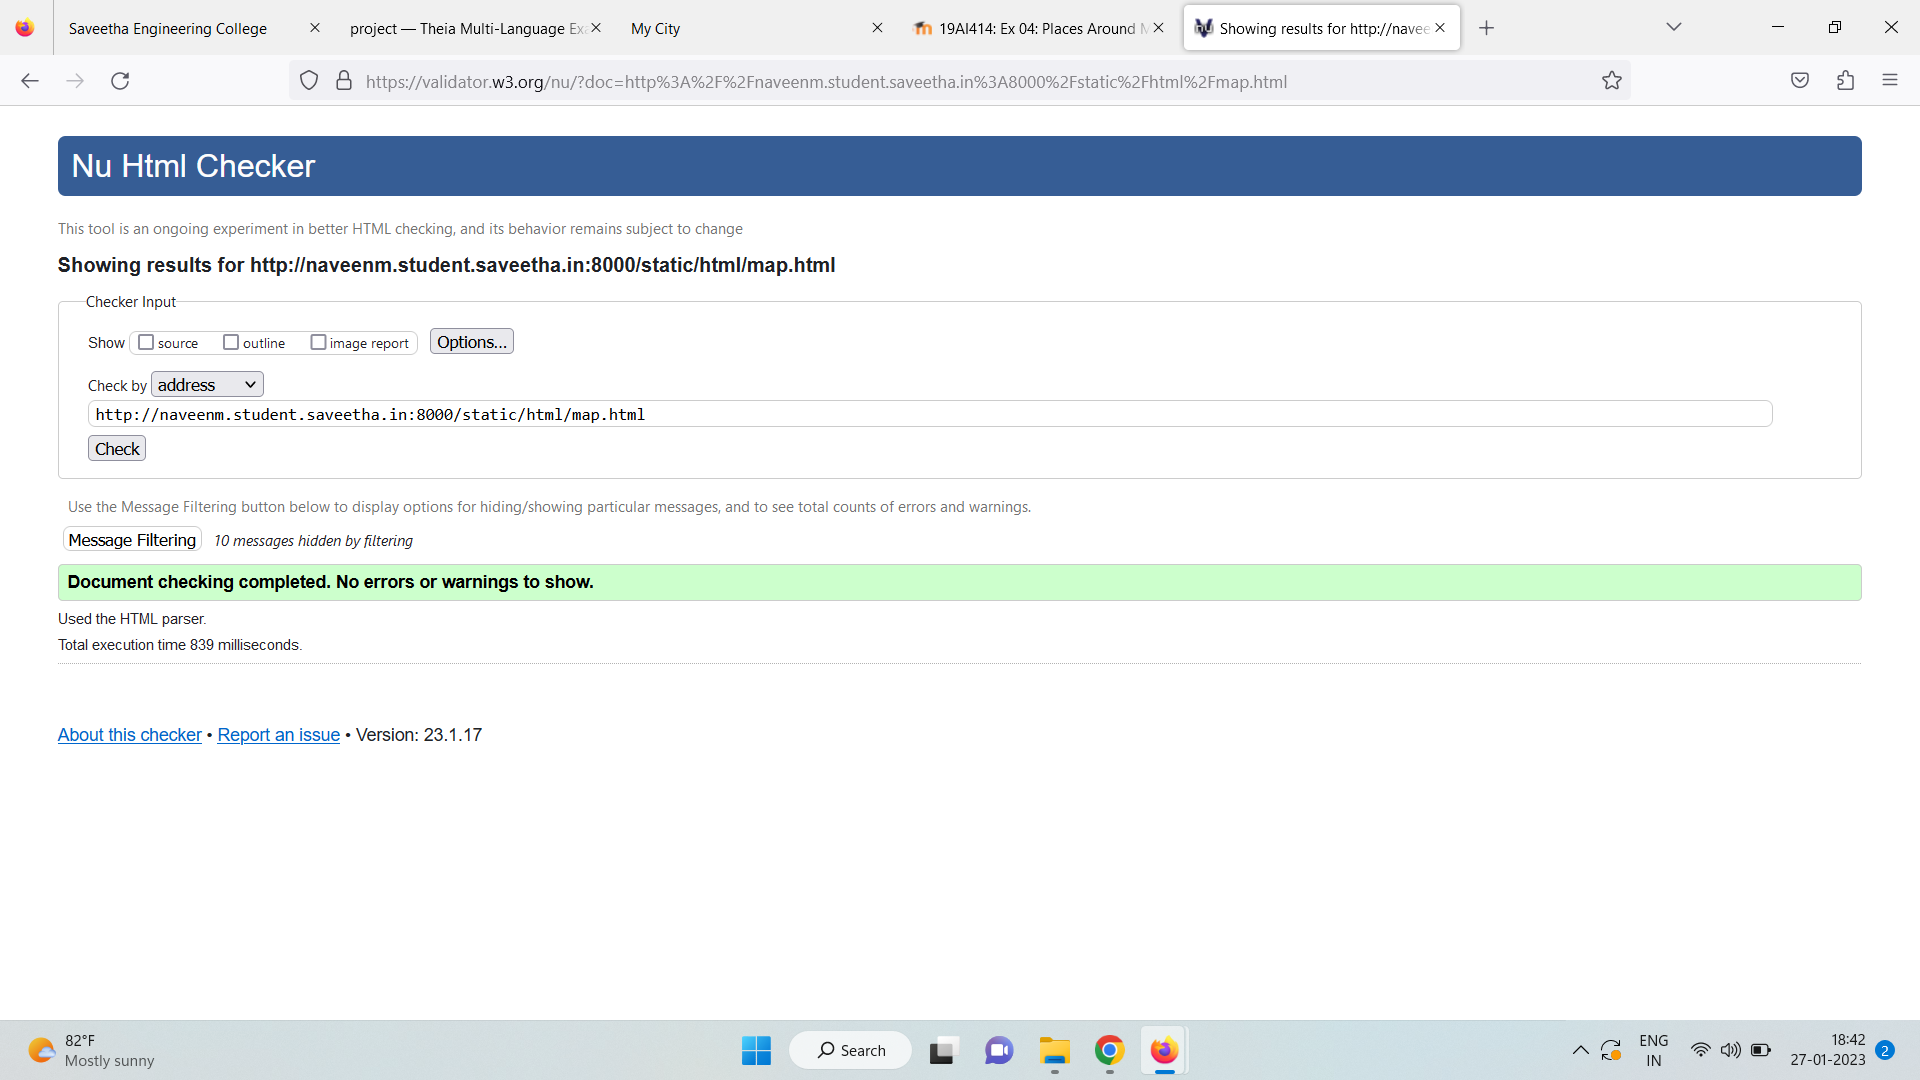 Saveetha Engineering College
project — Theia Multi-Language Exa
My City
19AI414: Ex 04: Places Around M
Showing results for http://navee
https://validator.w3.org/nu/?doc=http%3A%2F%2Fnaveenm.student.saveetha.in%3A8000%2Fstatic%2Fhtml%2Fmap.html
Nu Html Checker
This tool is an ongoing experiment in better HTML checking, and its behavior remains subject to change
Showing results for http://naveenm.student.saveetha.in:8000/static/html/map.html
Checker Input
Show source outline image report Options...
Check by address
http://naveenm.student.saveetha.in:8000/static/html/map.html
Check
Use the Message Filtering button below to display options for hiding/showing particular messages, and to see total counts of errors and warnings.
Message Filtering 10 messages hidden by filtering
Document checking completed. No errors or warnings to show.
Used the HTML parser.
Total execution time 839 milliseconds.
About this checker • Report an issue • Version: 23.1.17
82°F
Mostly sunny
Search
ENG
IN
18:42
27-01-2023
2